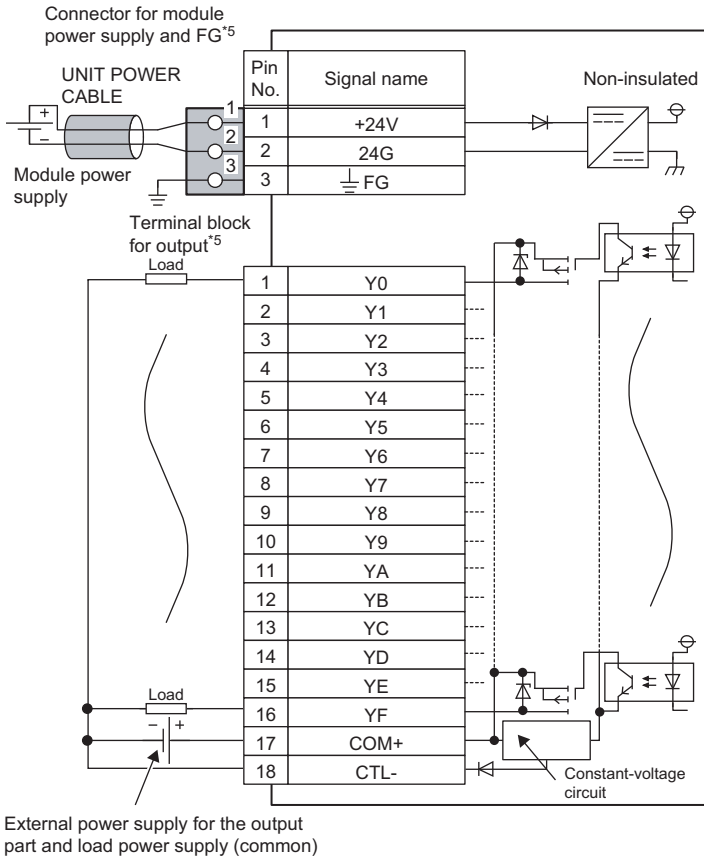 Connector for module
power supply and FG*5
UNIT POWER
CABLE
+
−
Module power
supply
1
2
3
Pin
No.
Signal name
1 +24V
2 24G
3 FG
Non-insulated
Terminal block
for output*5
Load
1 Y0
2 Y1
3 Y2
4 Y3
5 Y4
6 Y5
7 Y6
8 Y7
9 Y8
10 Y9
11 YA
12 YB
13 YC
14 YD
15 YE
Load
16 YF
− +
17 COM+
18 CTL-
Constant-voltage
circuit
External power supply for the output
part and load power supply (common)